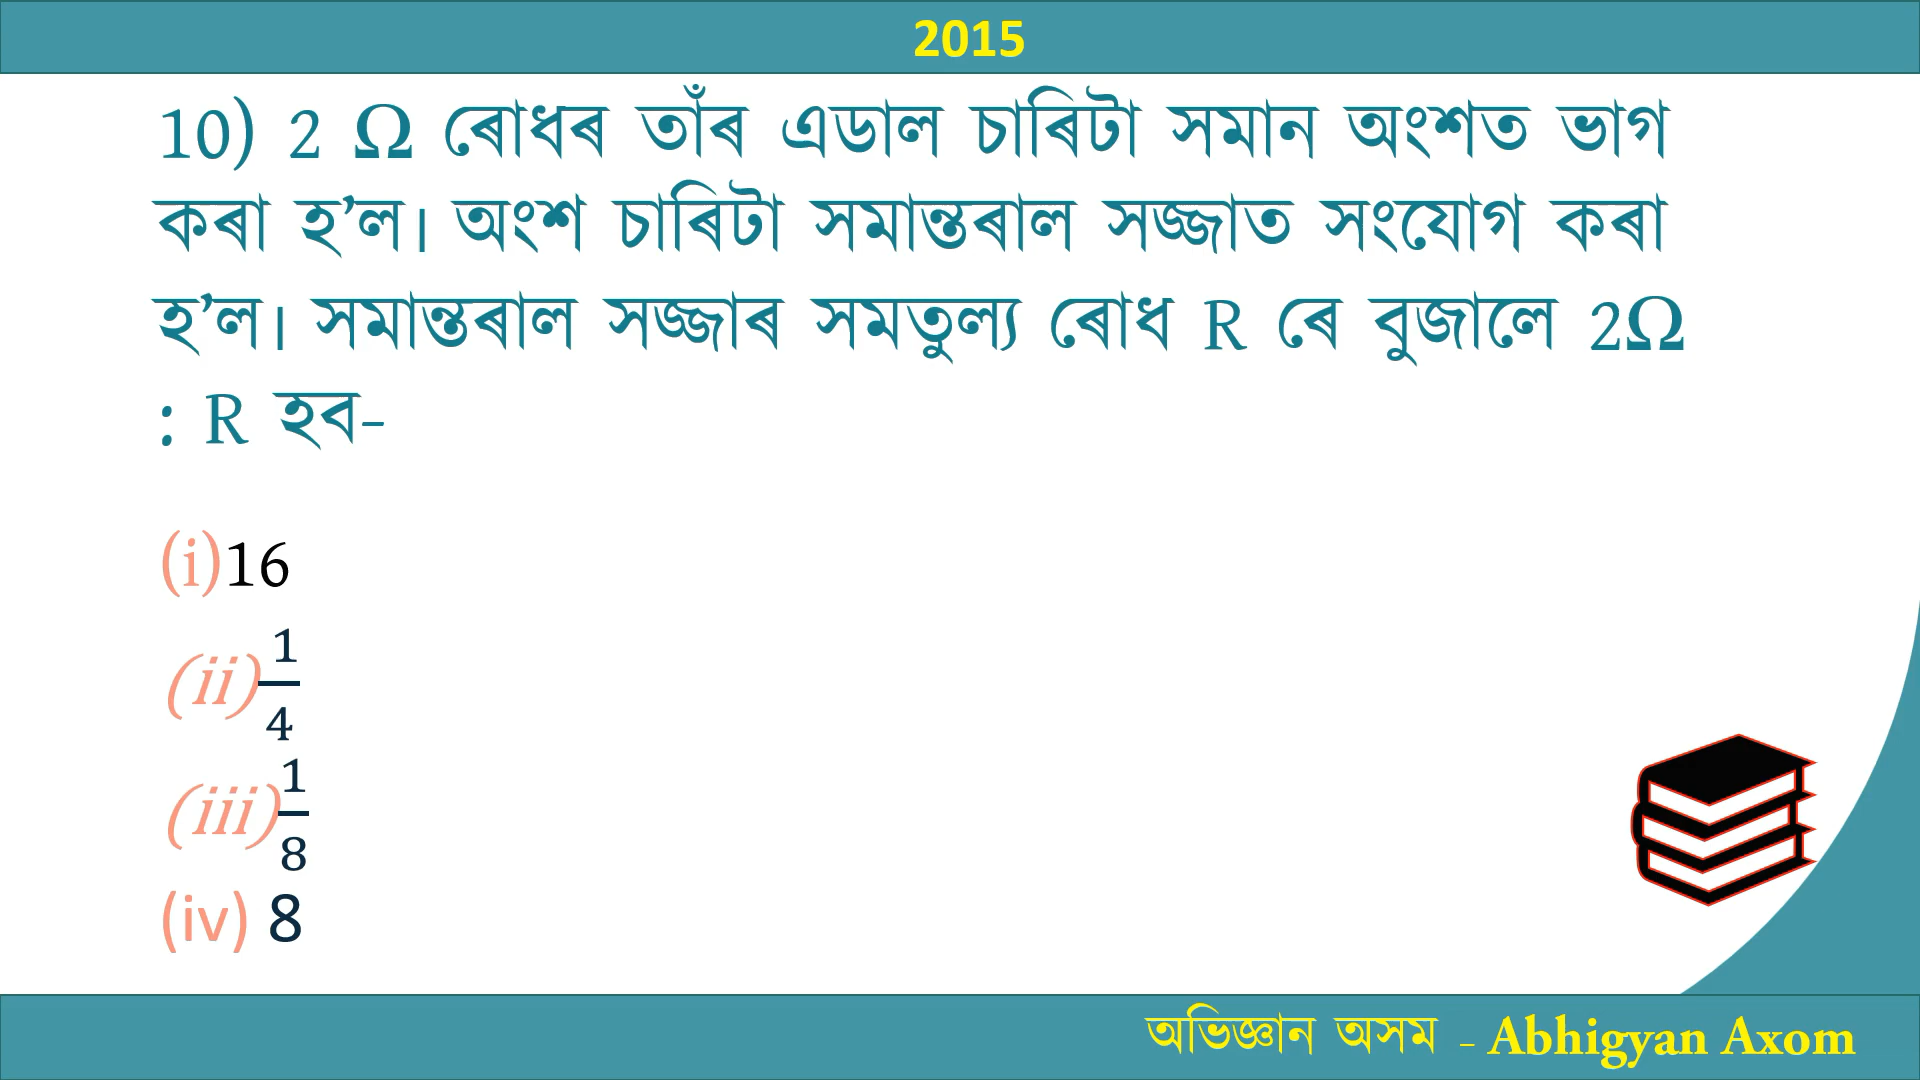 2015
10) 2 Ω ৰোধৰ তাঁৰ এডাল চাৰিটা সমান অংশত ভাগ
কৰা হ’ল। অংশ চাৰিটা সমান্তৰাল সজ্জাত সংযোগ কৰা
হ’ল। সমান্তৰাল সজ্জাৰ সমতুল্য ৰোধ R ৰে বুজালে 2Ω
: R হব-
(i)16
(ii) 1/4
(iii) 1/8
(iv) 8
অভিজ্ঞান অসম - Abhigyan Axom